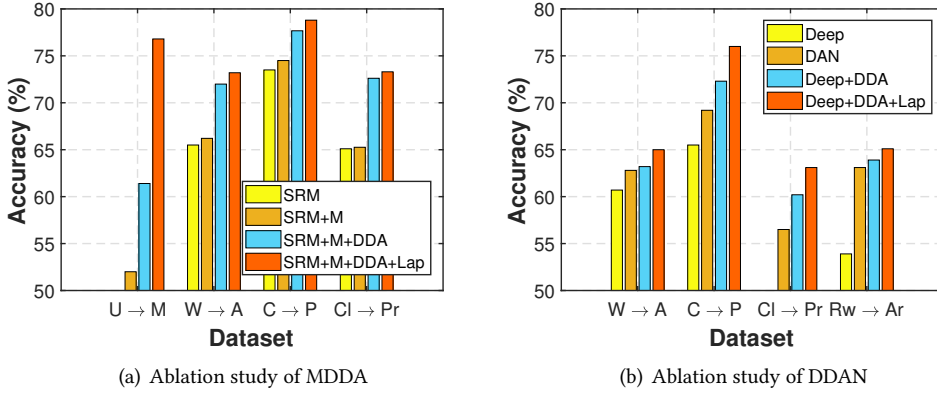 80
75
70
65
60
55
50
Accuracy (%)
SRM
SRM+M
SRM+M+DDA
SRM+M+DDA+Lap
U → M W → A C → P Cl → Pr
Dataset
(a) Ablation study of MDDA
80
75
70
65
60
55
50
Accuracy (%)
Deep
DAN
Deep+DDA
Deep+DDA+Lap
W → A C → P Cl → Pr Rw → Ar
Dataset
(b) Ablation study of DDAN